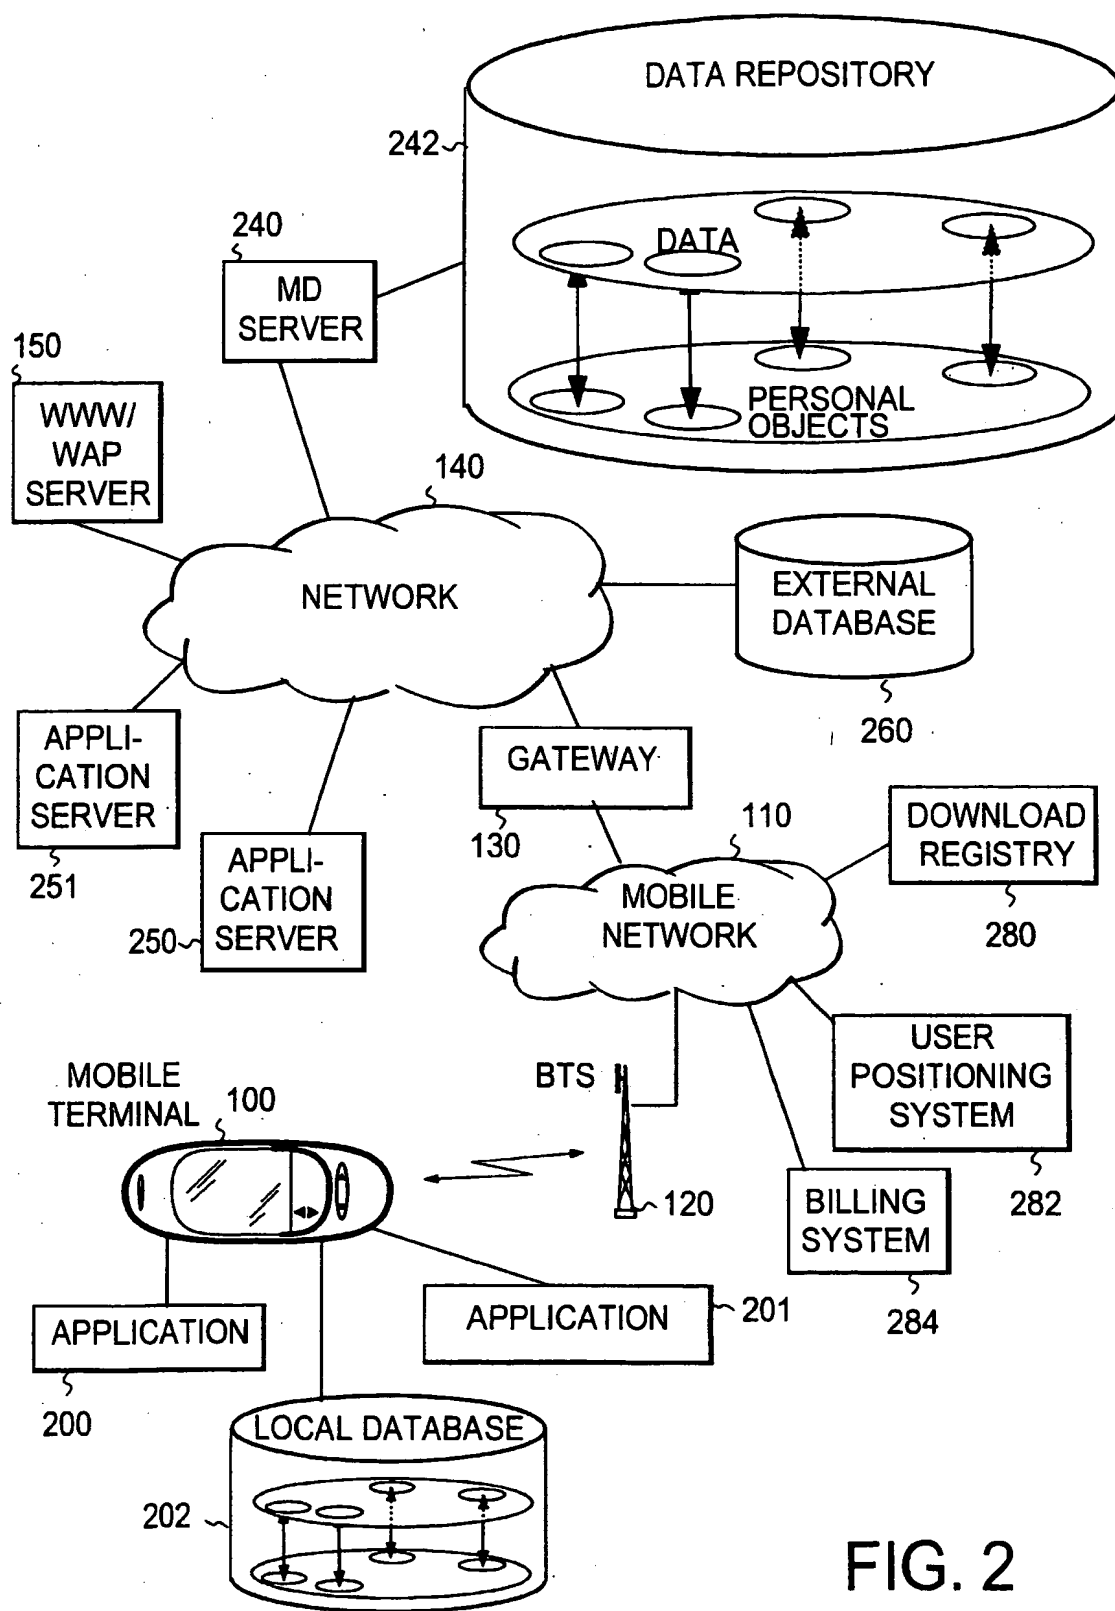 DATA REPOSITORY
242
240
DATA
MD
SERVER
150
PERSONAL
OBJECTS
WWW/
WAP
SERVER
140
NETWORK
EXTERNAL
DATABASE
260
APPLI-
CATION
SERVER
251
GATEWAY
130
110
DOWNLOAD
REGISTRY
280
APPLI-
CATION
SERVER
250
MOBILE
NETWORK
USER
POSITIONING
SYSTEM
282
MOBILE
TERMINAL
100
BTS
120
BILLING
SYSTEM
284
APPLICATION
200
APPLICATION
201
LOCAL DATABASE
202
FIG. 2